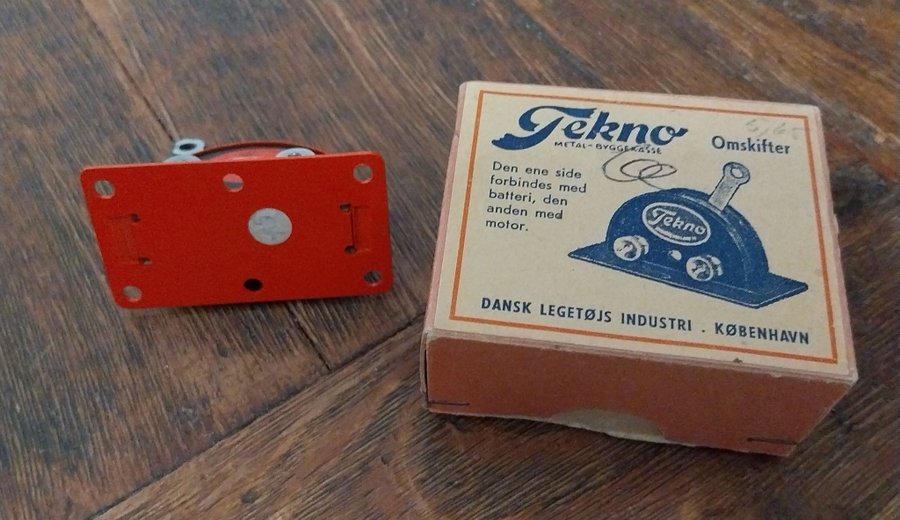 Tekno
METAL-BYGGEKASSE
Omskifter
Den ene side
forbindes med
batteri, den
anden med
motor.
Tekno
DANSK LEGETØJS INDUSTRI . KØBENHAVN